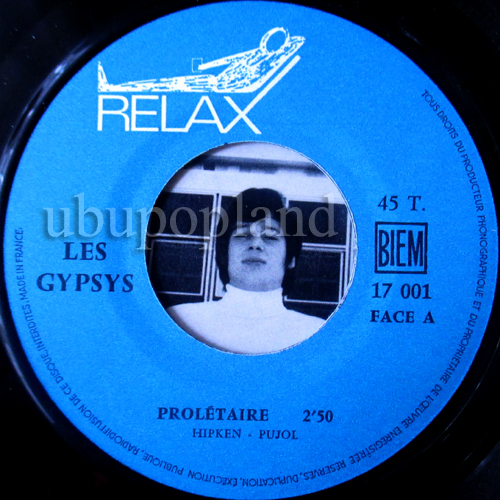 RELAX
ubupopland
LES
GYPSYS
45 T.
BIEM
17 001
FACE A
PROLÉTAIRE 2'50
HIPKEN - PUJOL
TOUS DROITS DU PRODUCTEUR PHONOGRAPHIQUE ET DU PROPRIÉTAIRE DE L'ŒUVRE ENREGISTRÉE RÉSERVÉS, DUPLICATION, EXÉCUTION PUBLIQUE, RADIODIFFUSION DE CE DISQUE INTERDITES. MADE IN FRANCE.